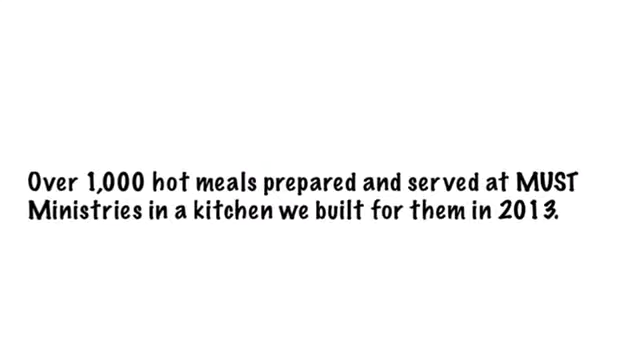 Over 1,000 hot meals prepared and served at MUST
Ministries in a kitchen we built for them in 2013.